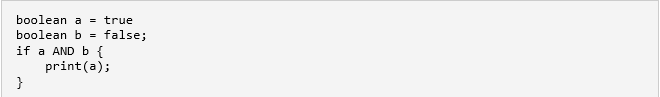 boolean a = true
boolean b = false;
if a AND b {
    print(a);
}